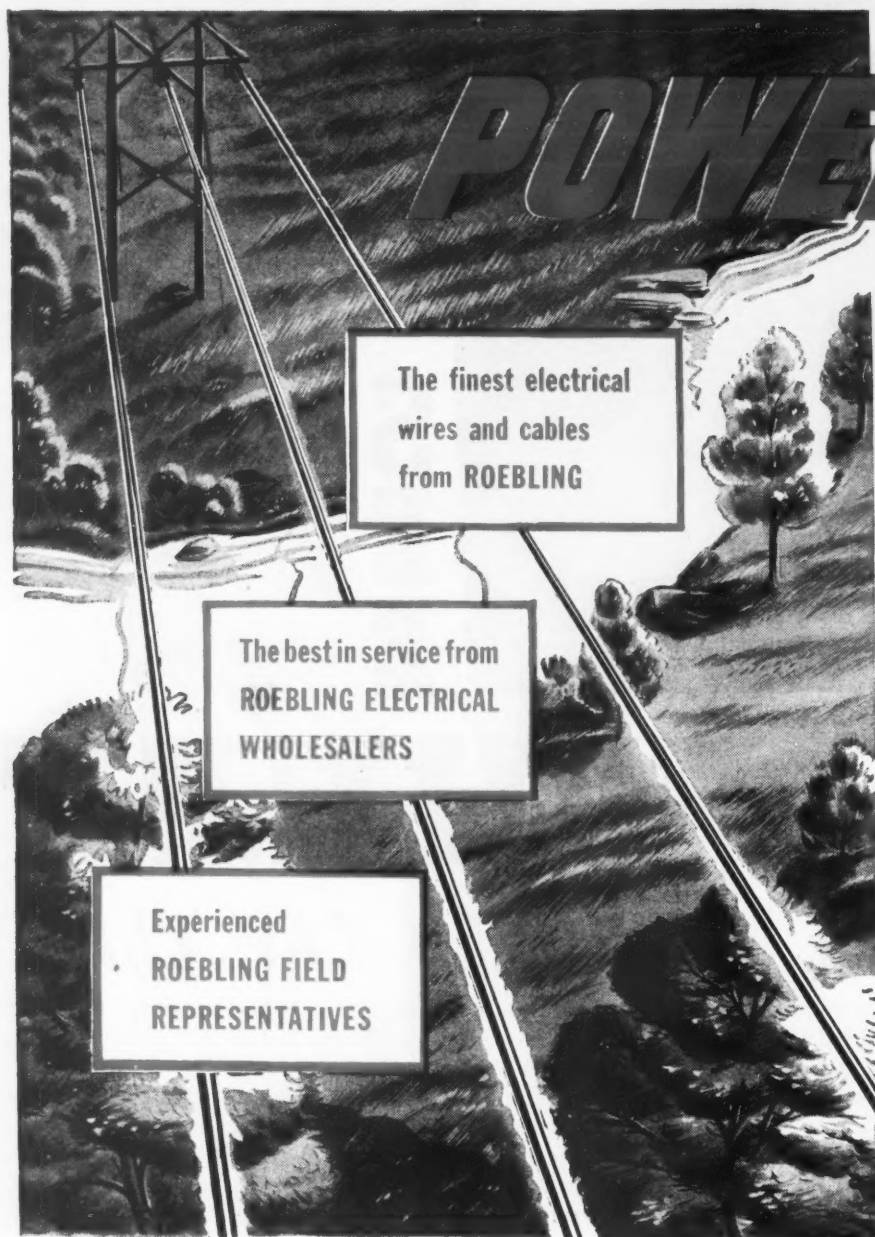 POWE
The finest electrical
wires and cables
from ROEBLING
The best in service from
ROEBLING ELECTRICAL
WHOLESALERS
Experienced
ROEBLING FIELD
REPRESENTATIVES